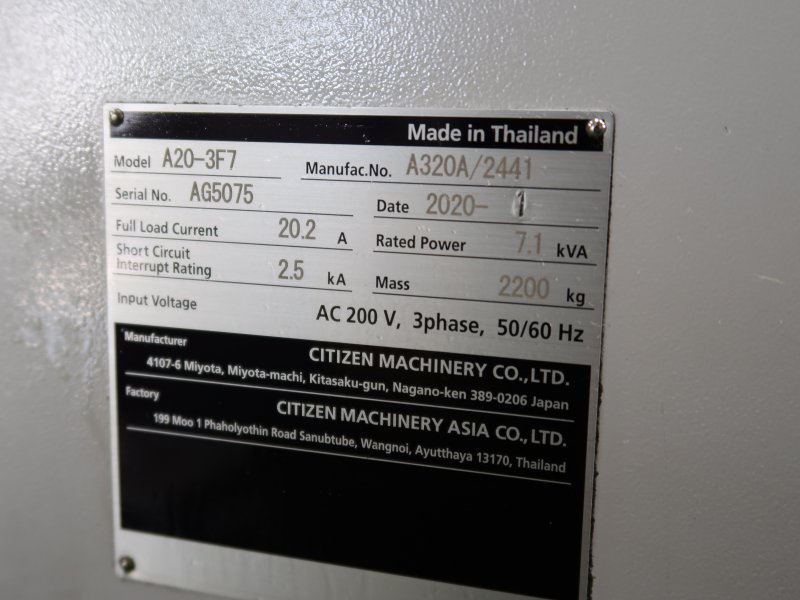 Made in Thailand
Model A20-3F7 Manufac.No. A320A/2441
Serial No. AG5075 Date 2020- 1
Full Load Current 20.2 A Rated Power 7.1 kVA
Short Circuit
Interrupt Rating 2.5 kA Mass 2200 kg
Input Voltage AC 200 V, 3phase, 50/60 Hz
Manufacturer
CITIZEN MACHINERY CO.,LTD.
4107-6 Miyota, Miyota-machi, Kitasaku-gun, Nagano-ken 389-0206 Japan
Factory
CITIZEN MACHINERY ASIA CO.,LTD.
199 Moo 1 Phaholyothin Road Sanubtube, Wangnoi, Ayutthaya 13170, Thailand